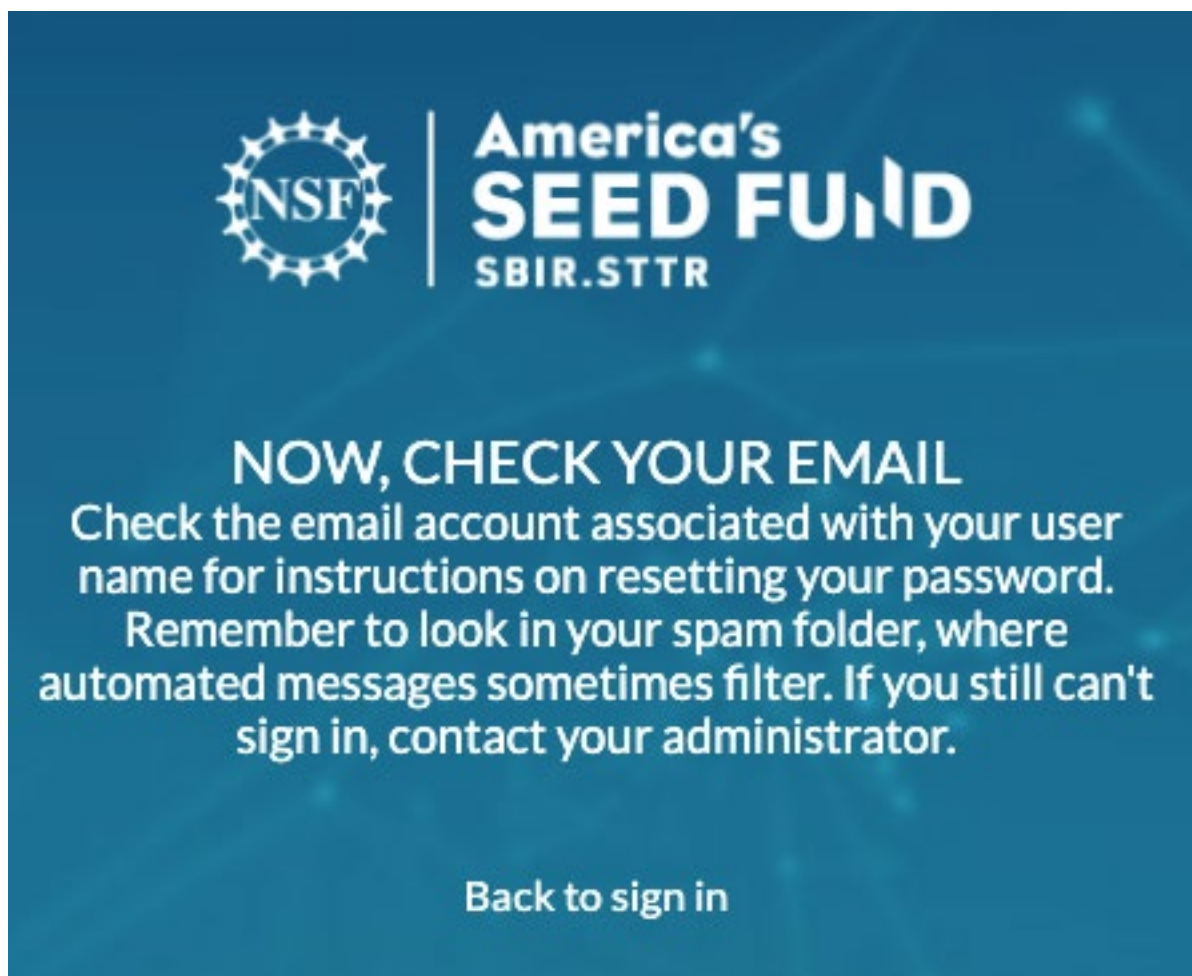 NSF
America's
SEED FUND
SBIR.STTR
NOW, CHECK YOUR EMAIL
Check the email account associated with your user
name for instructions on resetting your password.
Remember to look in your spam folder, where
automated messages sometimes filter. If you still can't
sign in, contact your administrator.
Back to sign in